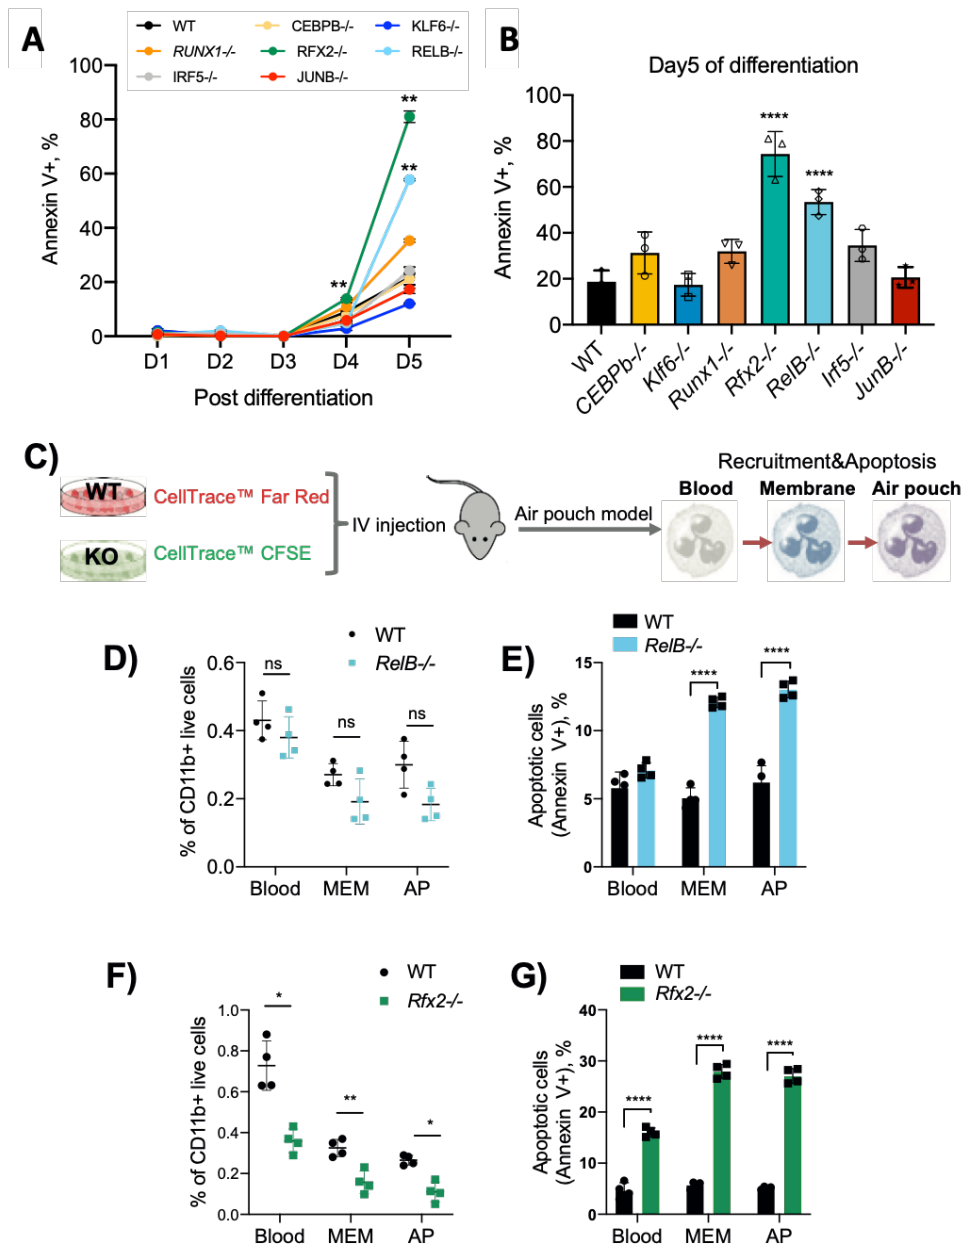 A
WT
CEBPB-/-
KLF6-/-
RUNX1-/-
RFX2-/-
RELB-/-
IRF5-/-
JUNB-/-
Annexin V+, %
100
80
60
40
20
0
**
**
**
D1 D2 D3 D4 D5
Post differentiation
B
Day5 of differentiation
Annexin V+, %
100
80
60
40
20
0
****
****
WT
CEBPb-/-
Klf6-/-
Runx1-/-
Rfx2-/-
RelB-/-
Irf5-/-
JunB-/-
C)
WT
CellTrace™ Far Red
KO
CellTrace™ CFSE
IV injection
Air pouch model
Recruitment&Apoptosis
Blood Membrane Air pouch
D)
WT
RelB-/-
% of CD11b+ live cells
0.6
0.4
0.2
0.0
ns
ns
ns
Blood MEM AP
E)
WT
RelB-/-
Apoptotic cells
(Annexin V+), %
15
10
5
0
****
****
Blood MEM AP
F)
WT
Rfx2-/-
% of CD11b+ live cells
1.0
0.8
0.6
0.4
0.2
0.0
*
**
*
Blood MEM AP
G)
WT
Rfx2-/-
Apoptotic cells
(Annexin V+), %
40
30
20
10
0
****
****
****
Blood MEM AP